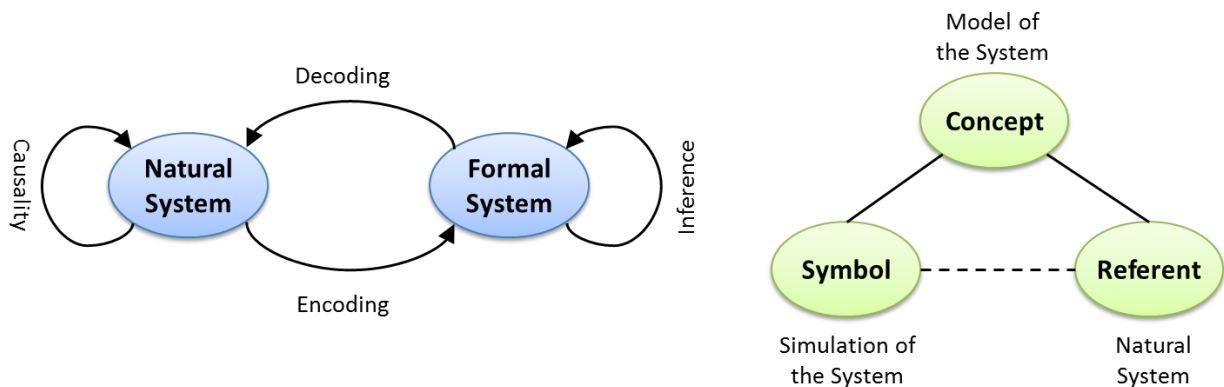 Decoding
Causality
Natural
System
Formal
System
Inference
Encoding
Model of
the System
Concept
Symbol
Referent
Simulation of
the System
Natural
System